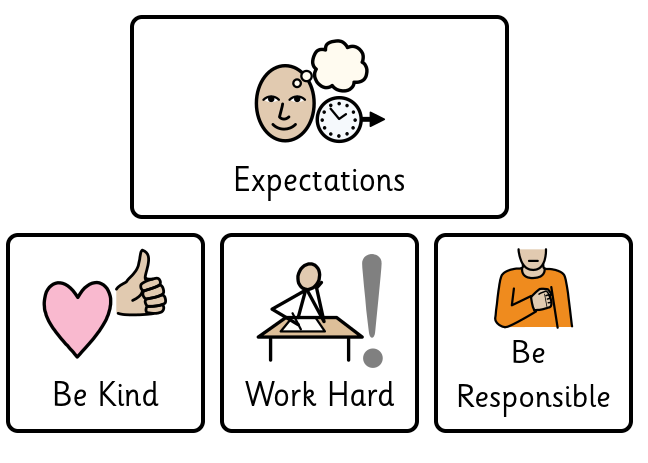 Expectations
Be Kind
Work Hard
Be
Responsible